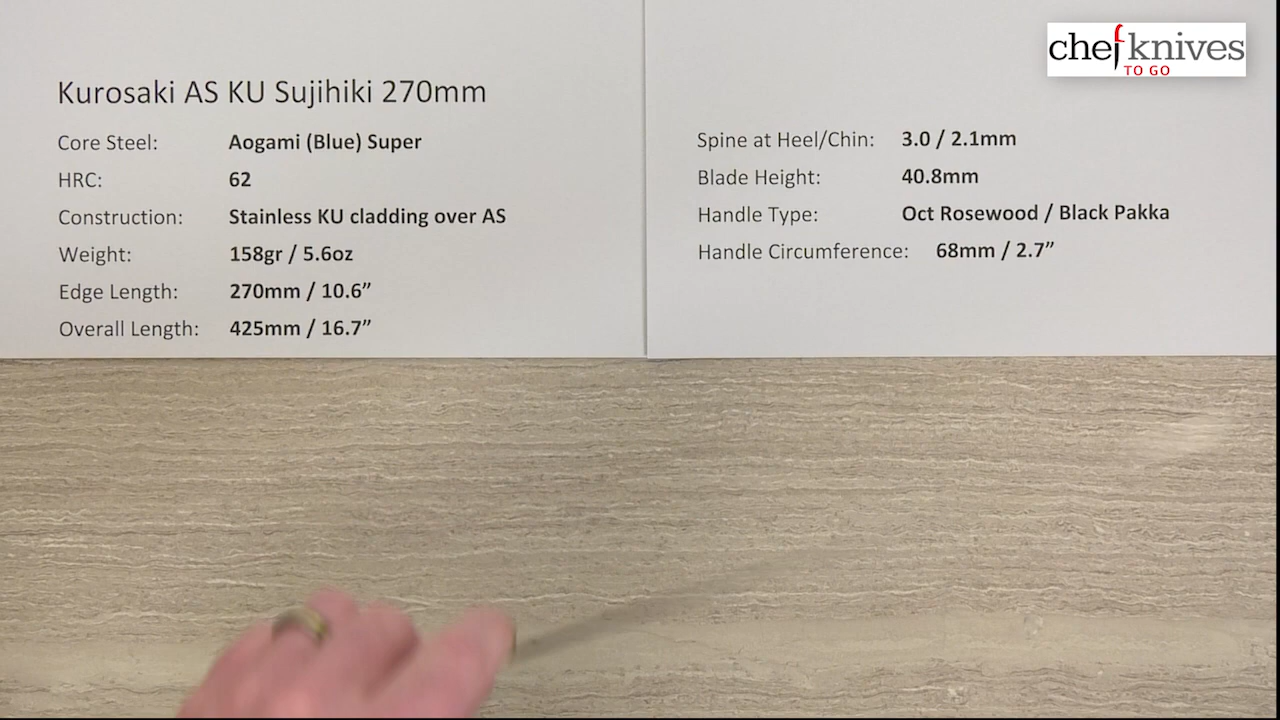 chef knives
TO GO
Kurosaki AS KU Sujihiki 270mm
Core Steel: Aogami (Blue) Super
HRC: 62
Construction: Stainless KU cladding over AS
Weight: 158gr / 5.6oz
Edge Length: 270mm / 10.6”
Overall Length: 425mm / 16.7”
Spine at Heel/Chin: 3.0 / 2.1mm
Blade Height: 40.8mm
Handle Type: Oct Rosewood / Black Pakka
Handle Circumference: 68mm / 2.7”